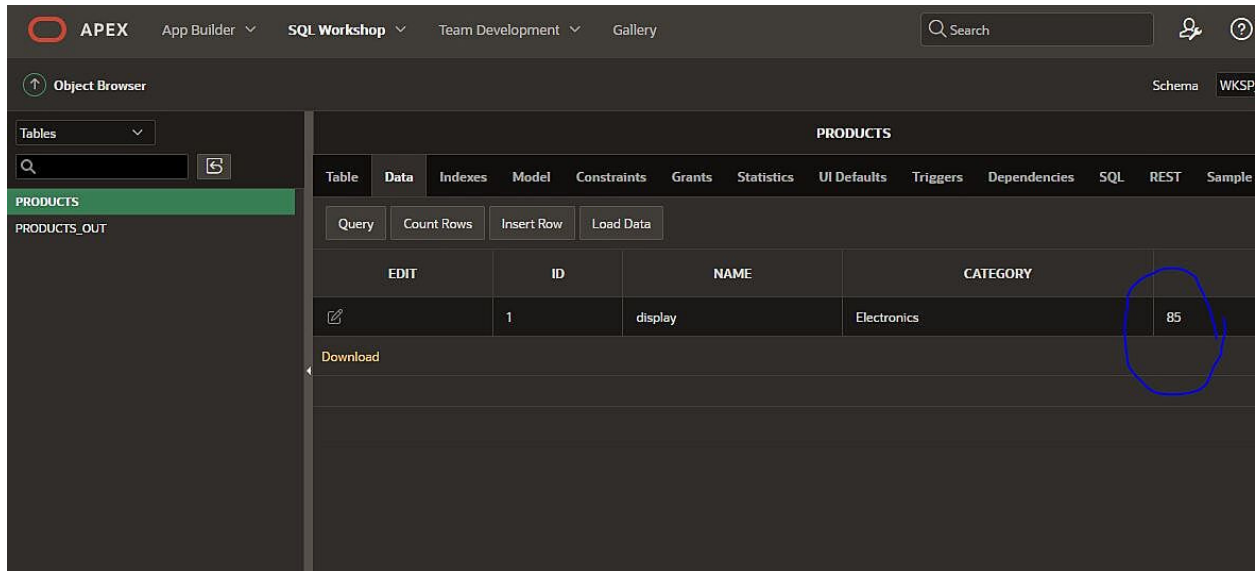 APEX App Builder SQL Workshop Team Development Gallery Search
Object Browser Schema WKSP
Tables PRODUCTS
Table Data Indexes Model Constraints Grants Statistics UI Defaults Triggers Dependencies SQL REST Sample
PRODUCTS
PRODUCTS_OUT
Query Count Rows Insert Row Load Data
EDIT ID NAME CATEGORY
1 display Electronics 85
Download